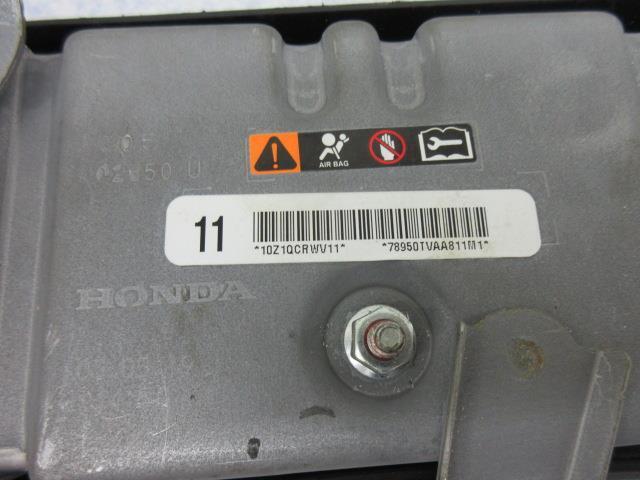 AIR BAG
11
*10Z1QCRWV11* *78950TVAA811M1*
HONDA